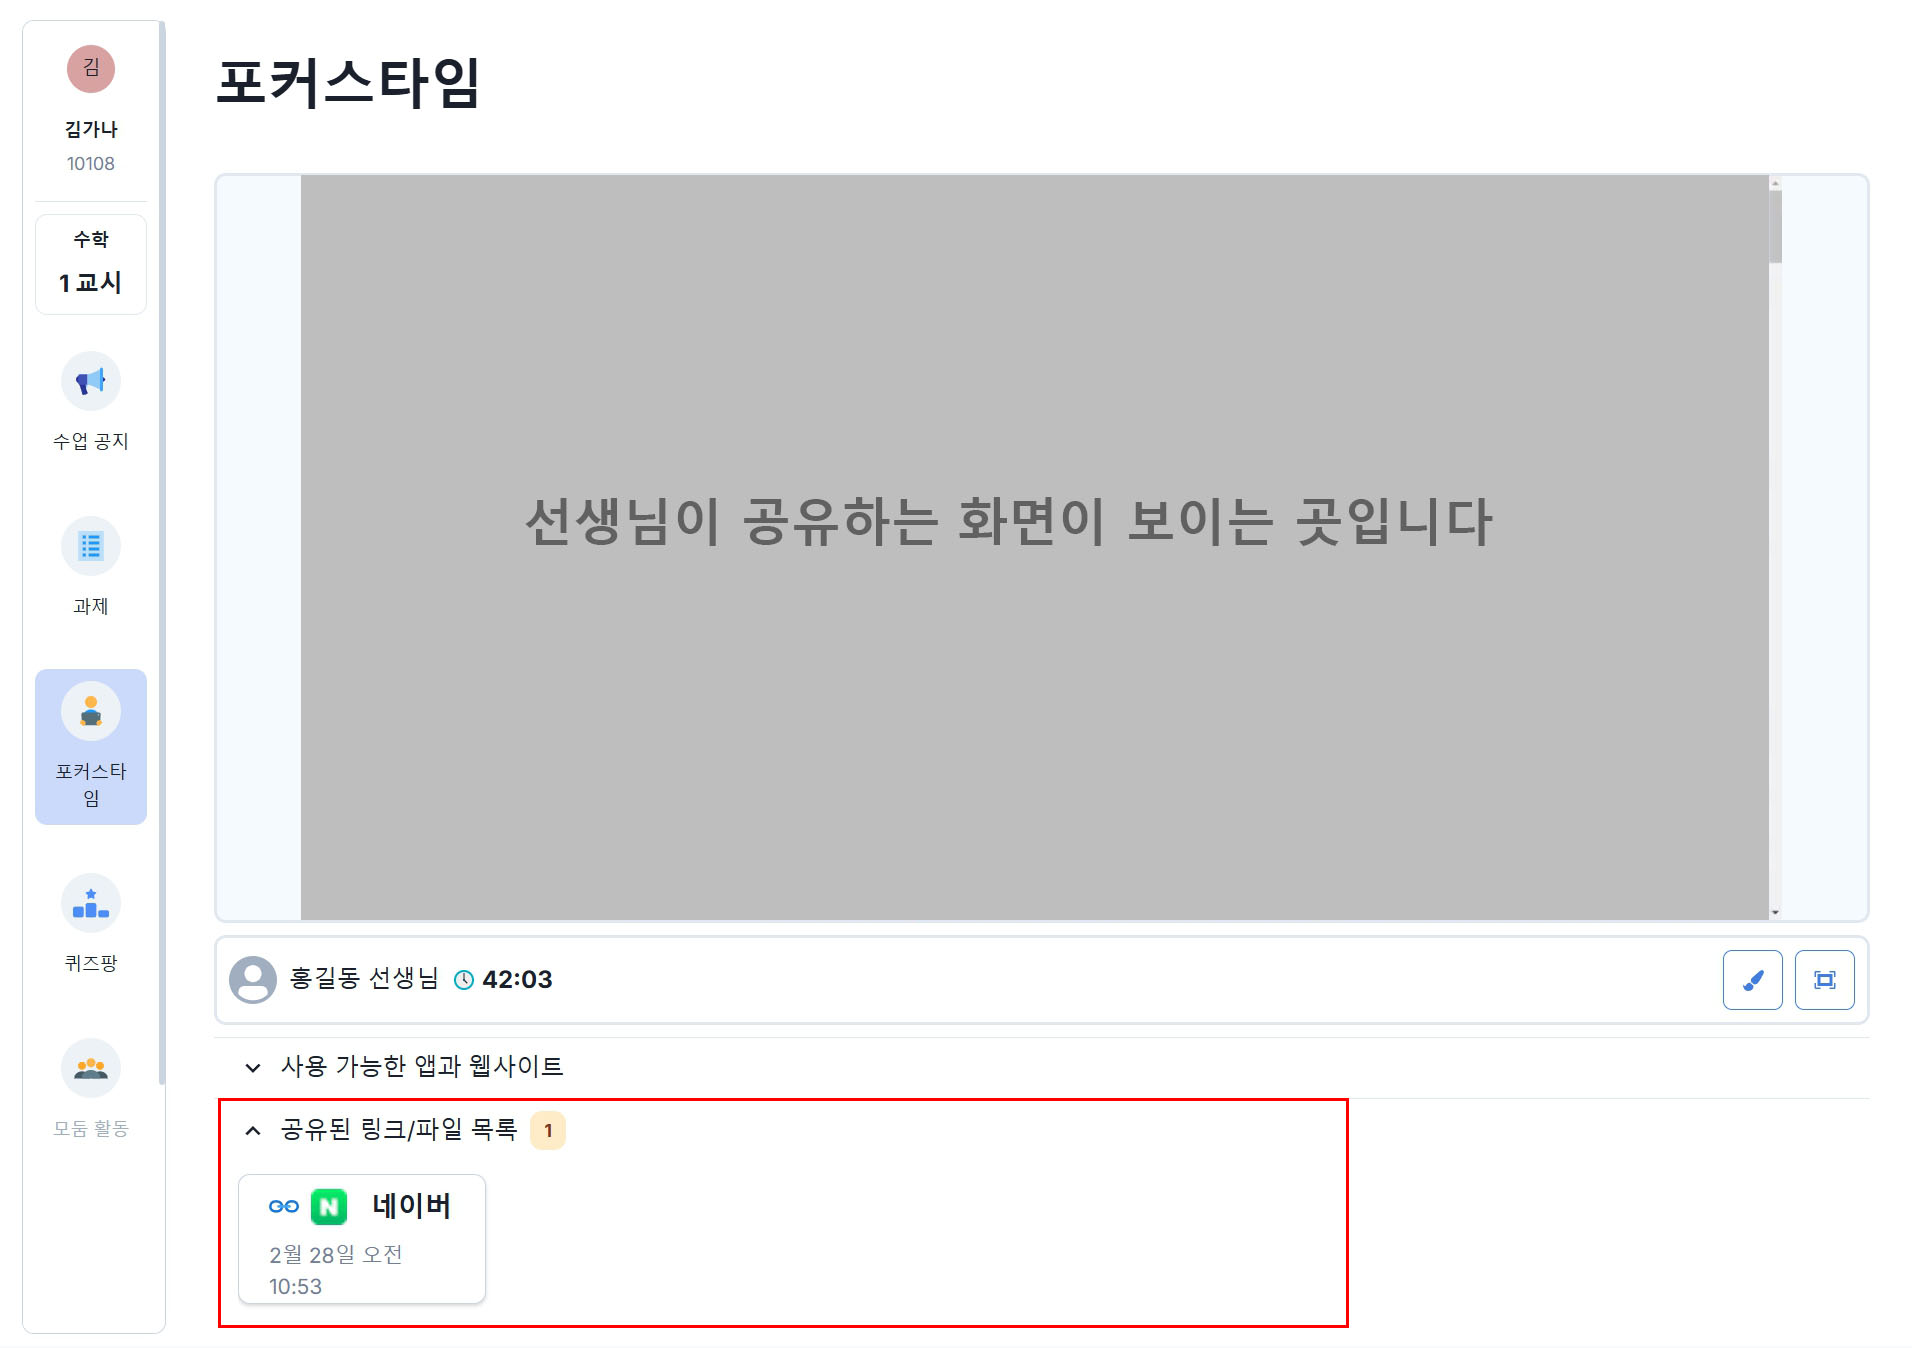 김
김가나
10108
수학
1교시
수업 공지
과제
포커스타
임
퀴즈팡
모둠 활동
포커스타임
선생님이 공유하는 화면이 보이는 곳입니다
홍길동 선생님 42:03
사용 가능한 앱과 웹사이트
공유된 링크/파일 목록 1
N 네이버
2월 28일 오전
10:53